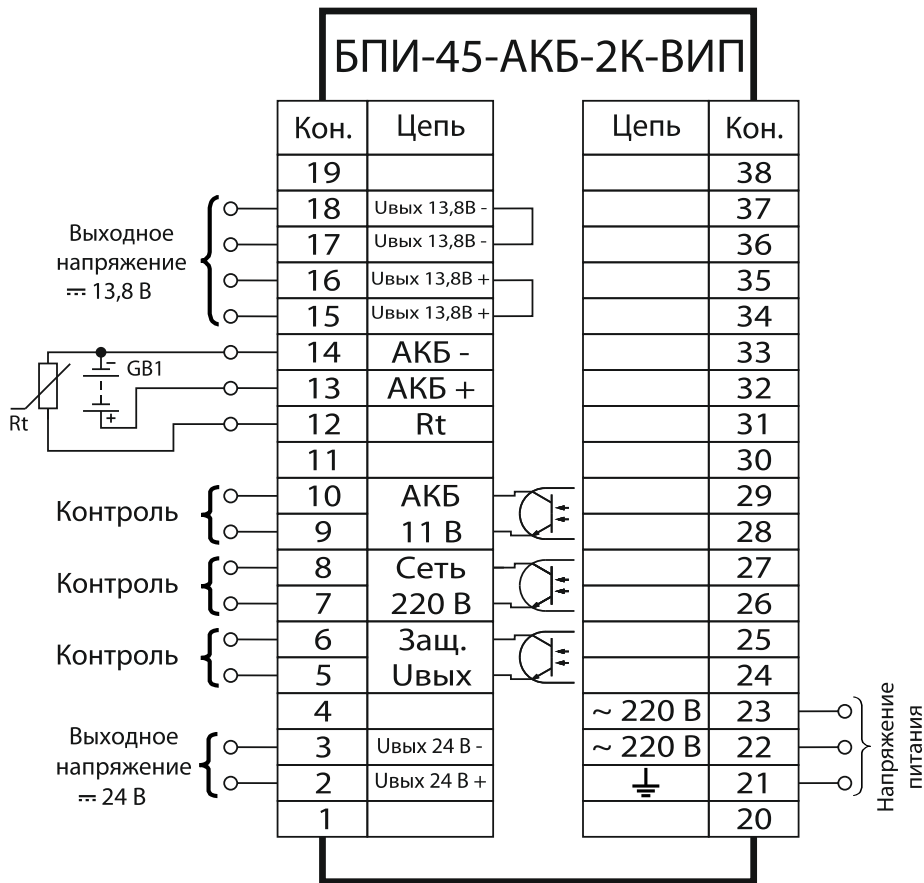 БПИ-45-АКБ-2К-ВИП
Кон. Цепь Цепь Кон.
19 38
18 Uвых 13,8В - 37
17 Uвых 13,8В - 36
16 Uвых 13,8В + 35
15 Uвых 13,8В + 34
Выходное
напряжение
13,8 В
14 АКБ - 33
13 АКБ + 32
12 Rt 31
GB1
-
+
Rt
11 30
10 АКБ 29
Контроль
9 11 В 28
8 Сеть 27
Контроль
7 220 В 26
6 Защ. 25
Контроль
5 Uвых 24
4 ~ 220 В 23
3 Uвых 24 В - ~ 220 В 22
2 Uвых 24 В + 21
Выходное
напряжение
24 В
Напряжение
питания
1 20